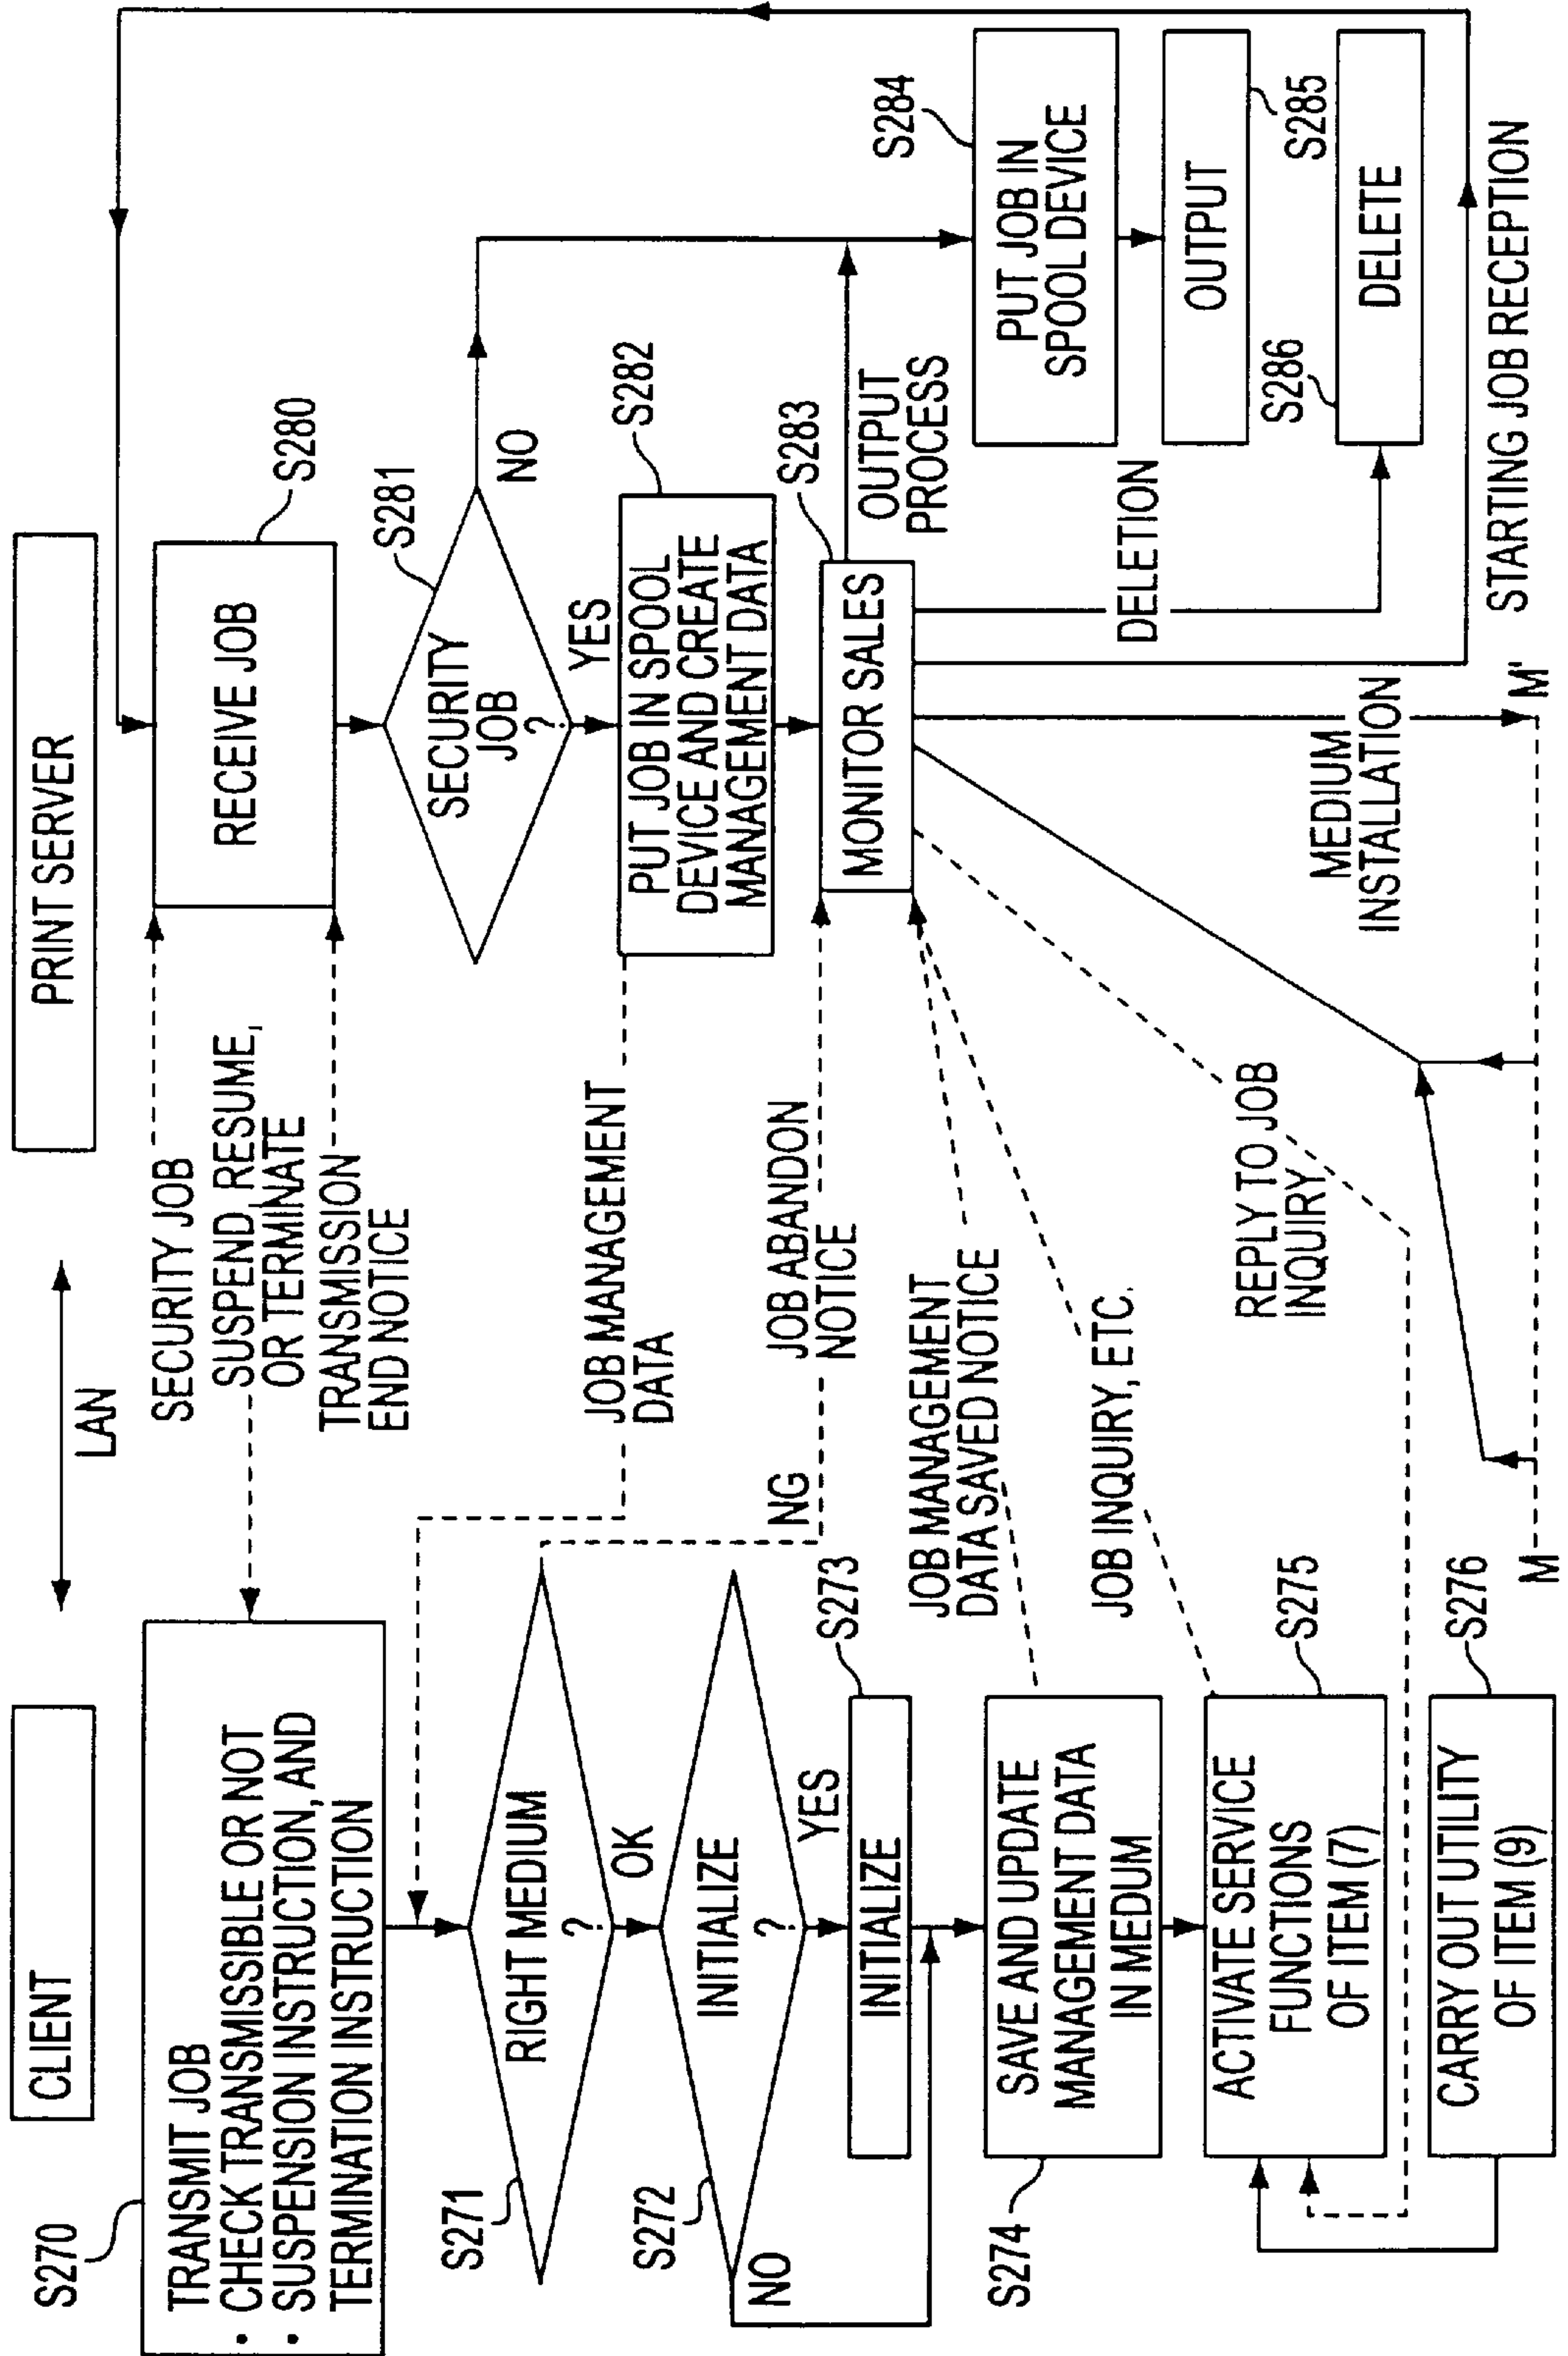 CLIENT
LAN
PRINT SERVER
S270
TRANSMIT JOB
• CHECK TRANSMISSIBLE OR NOT
• SUSPENSION INSTRUCTION, AND
TERMINATION INSTRUCTION
SECURITY JOB
SUSPEND, RESUME,
OR TERMINATE
TRANSMISSION
END NOTICE
RECEIVE JOB
S280
S271
RIGHT MEDIUM
?
OK
NG
S281
SECURITY
JOB
?
NO
YES
JOB MANAGEMENT
DATA
S272
INITIALIZE
?
YES
NO
PUT JOB IN SPOOL
DEVICE AND CREATE
MANAGEMENT DATA
S282
JOB ABANDON
NOTICE
INITIALIZE
S273
MONITOR SALES
S283
OUTPUT
PROCESS
S274
SAVE AND UPDATE
MANAGEMENT DATA
IN MEDUM
JOB MANAGEMENT
DATA SAVED NOTICE
JOB INQUIRY, ETC.
PUT JOB IN
SPOOL DEVICE
S284
DELETION
OUTPUT
S285
ACTIVATE SERVICE
FUNCTIONS
OF ITEM (7)
S275
REPLY TO JOB
INQUIRY
MEDIUM
INSTALLATION
S286
DELETE
CARRY OUT UTILITY
OF ITEM (9)
S276
M
M'
STARTING JOB RECEPTION